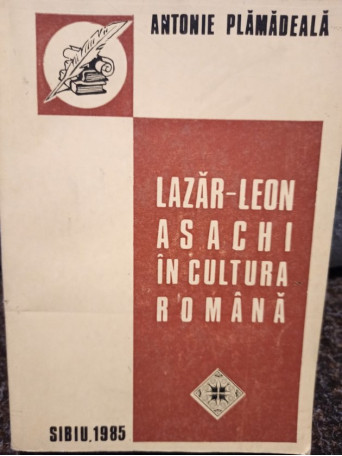 ANTONIE PLĂMĂDEALĂ
LAZĂR-LEON
ASACHI
ÎN CULTURA
ROMÂNĂ
SIBIU, 1985